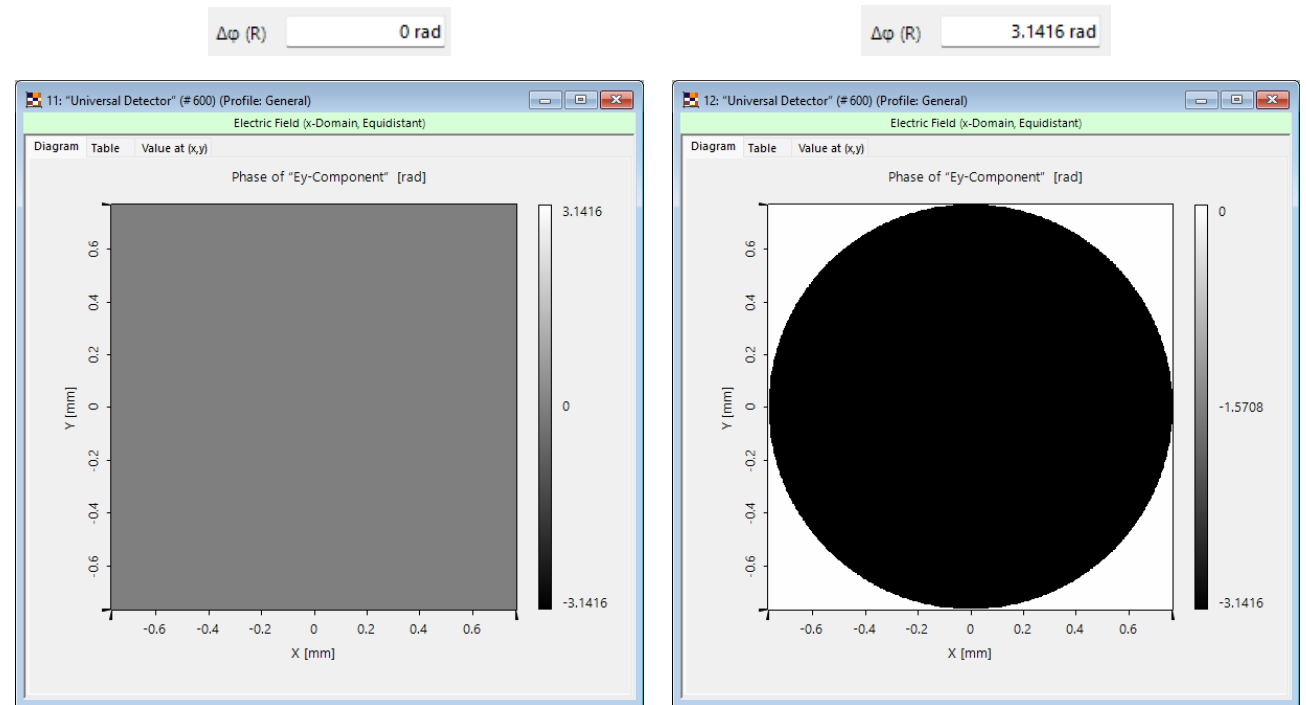 Δφ (R) 0 rad
Δφ (R) 3.1416 rad
11: "Universal Detector" (# 600) (Profile: General)
Electric Field (x-Domain, Equidistant)
Diagram Table Value at (x,y)
Phase of "Ey-Component" [rad]
3.1416
0
-3.1416
0.6
0.4
0.2
0
-0.2
-0.4
-0.6
Y [mm]
-0.6 -0.4 -0.2 0 0.2 0.4 0.6
X [mm]
12: "Universal Detector" (# 600) (Profile: General)
Electric Field (x-Domain, Equidistant)
Diagram Table Value at (x,y)
Phase of "Ey-Component" [rad]
0
-1.5708
-3.1416
0.6
0.4
0.2
0
-0.2
-0.4
-0.6
Y [mm]
-0.6 -0.4 -0.2 0 0.2 0.4 0.6
X [mm]